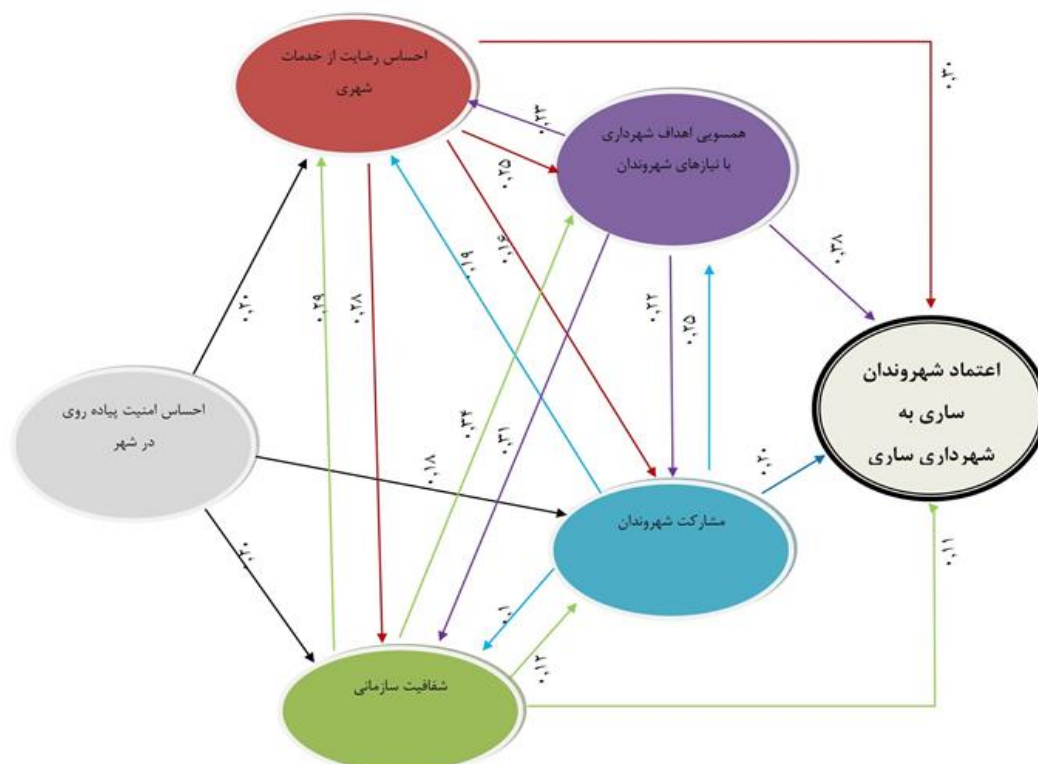 احساس رضایت از خدمات
شهری
۰,۳۰
همسویی اهداف شهرداری
با نیازهای شهروندان
۰,۲۳
۰,۲۵
۰,۳۸
۰,۱۶
۰,۱۹
۰,۲۰
۰,۲۹
۰,۲۸
۰,۲۲
۰,۲۵
اعتماد شهروندان
ساری به
شهرداری ساری
احساس امنیت پیاده روی
در شهر
۰,۳۴
۰,۳۱
۰,۱۸
۰,۲۰
مشارکت شهروندان
۰,۱
۰,۱۲
۰,۱۱
شفافیت سازمانی